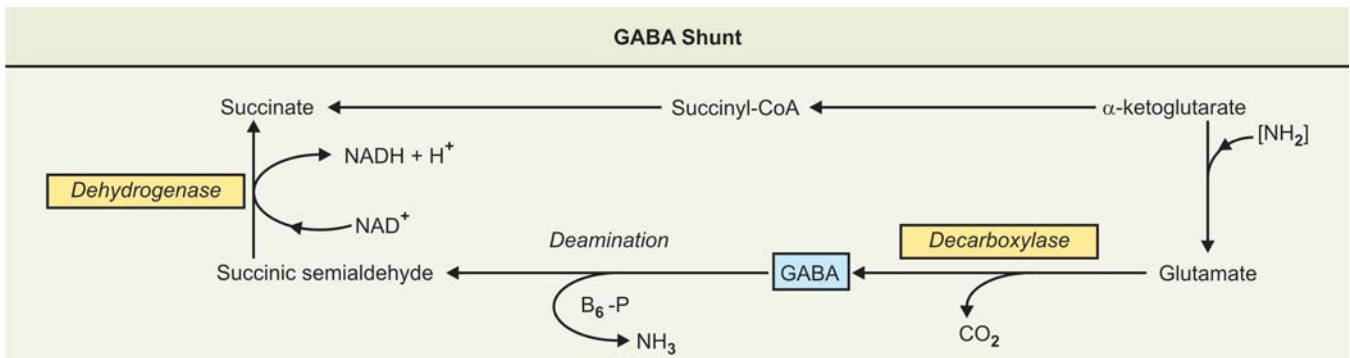 GABA Shunt
Succinate
Succinyl-CoA
α-ketoglutarate
[NH₂]
NADH + H⁺
Dehydrogenase
NAD⁺
Deamination
Decarboxylase
Succinic semialdehyde
GABA
Glutamate
B₆ -P
NH₃
CO₂